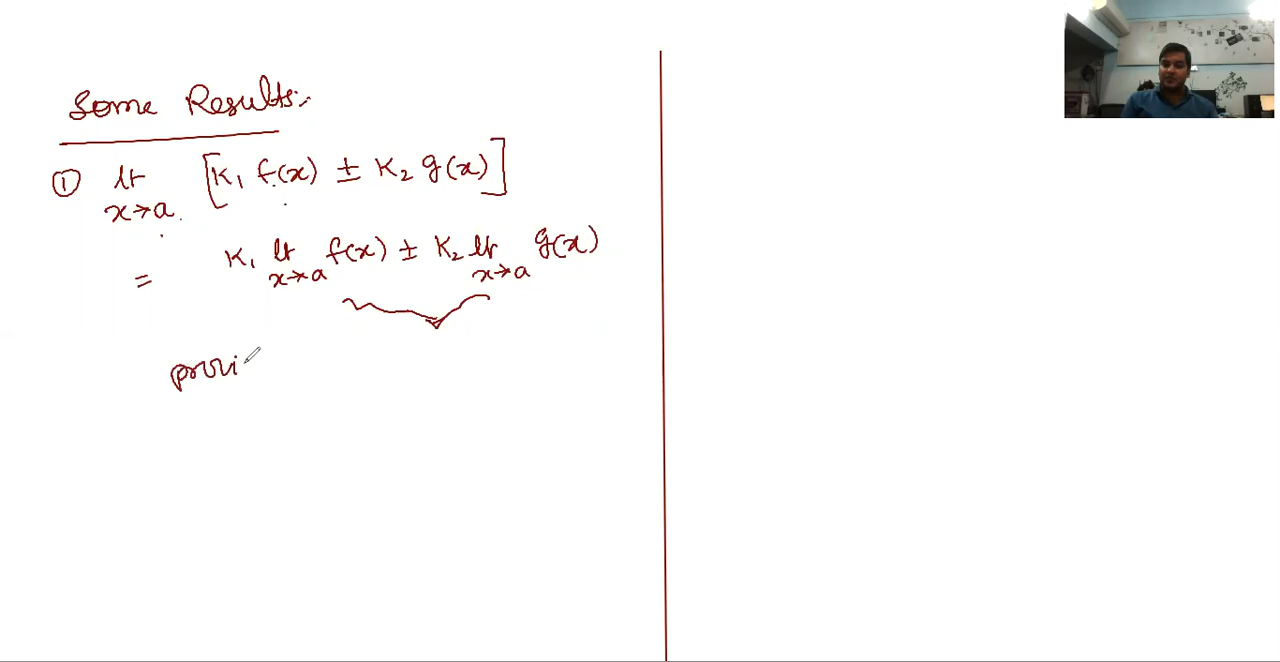 Some Results:-
① lt x→a [K₁ f(x) ± K₂ g(x)]
= K₁ lt x→a f(x) ± K₂ lt x→a g(x)
provi